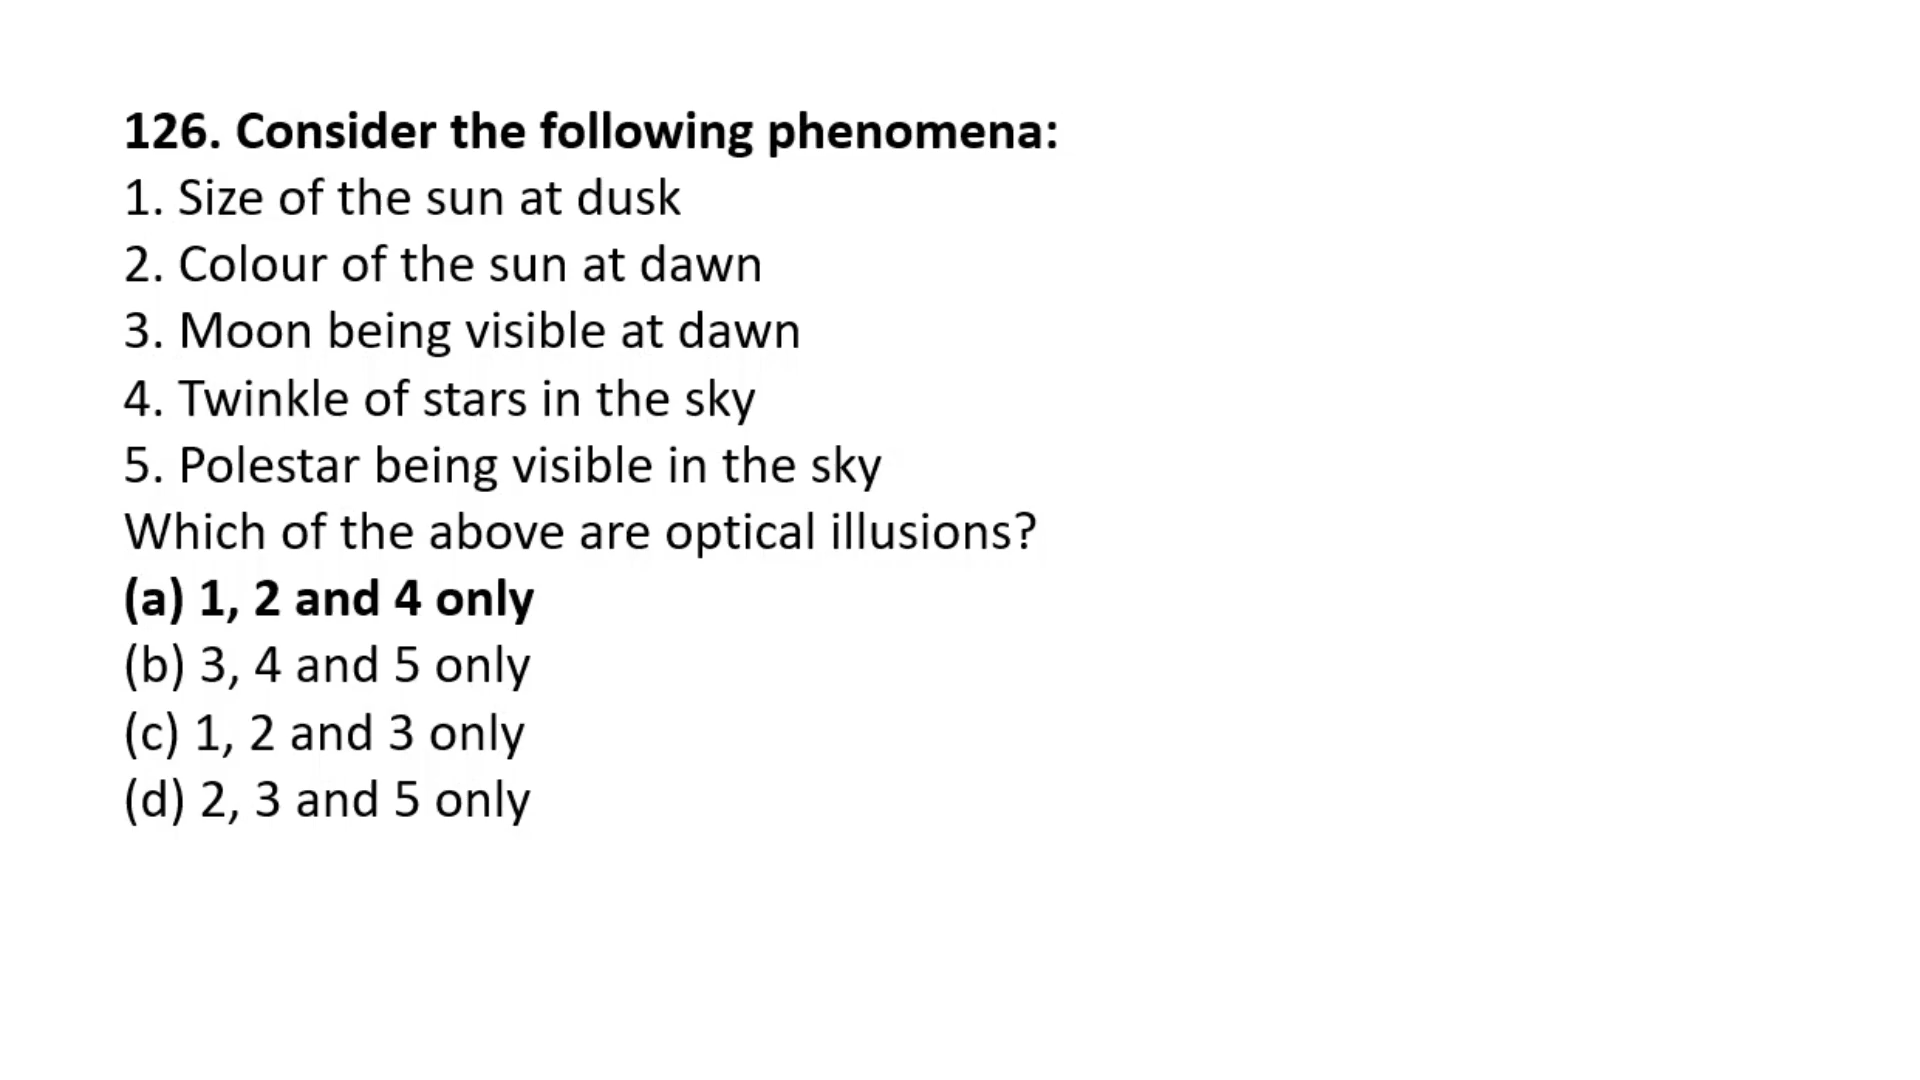 126. Consider the following phenomena:
1. Size of the sun at dusk
2. Colour of the sun at dawn
3. Moon being visible at dawn
4. Twinkle of stars in the sky
5. Polestar being visible in the sky
Which of the above are optical illusions?
(a) 1, 2 and 4 only
(b) 3, 4 and 5 only
(c) 1, 2 and 3 only
(d) 2, 3 and 5 only